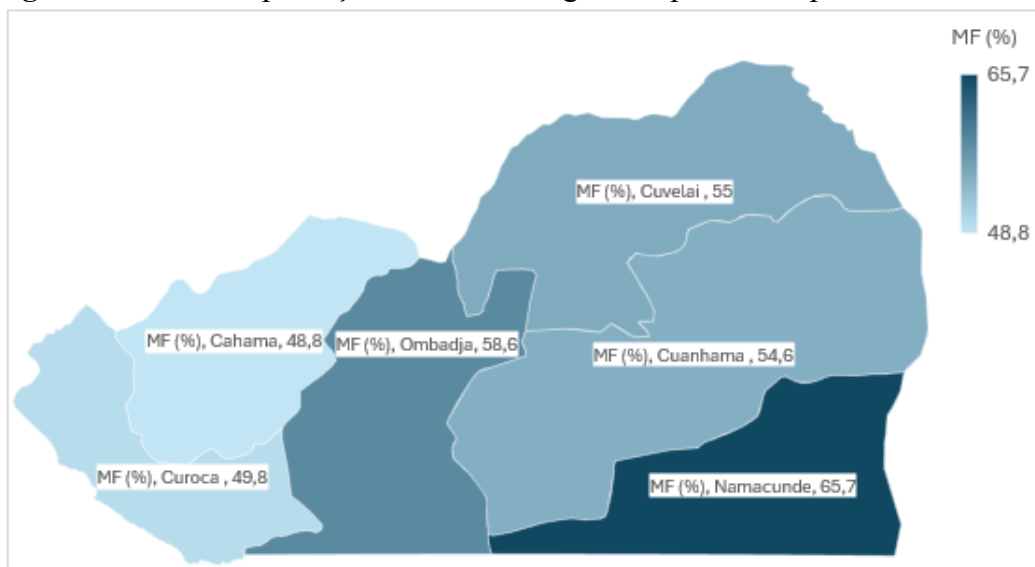 MF (%)
65,7
48,8
MF (%), Cuvelai , 55
MF (%), Cahama, 48,8
MF (%), Ombadja, 58,6
MF (%), Cuanhama , 54,6
MF (%), Curoca , 49,8
MF (%), Namacunde, 65,7